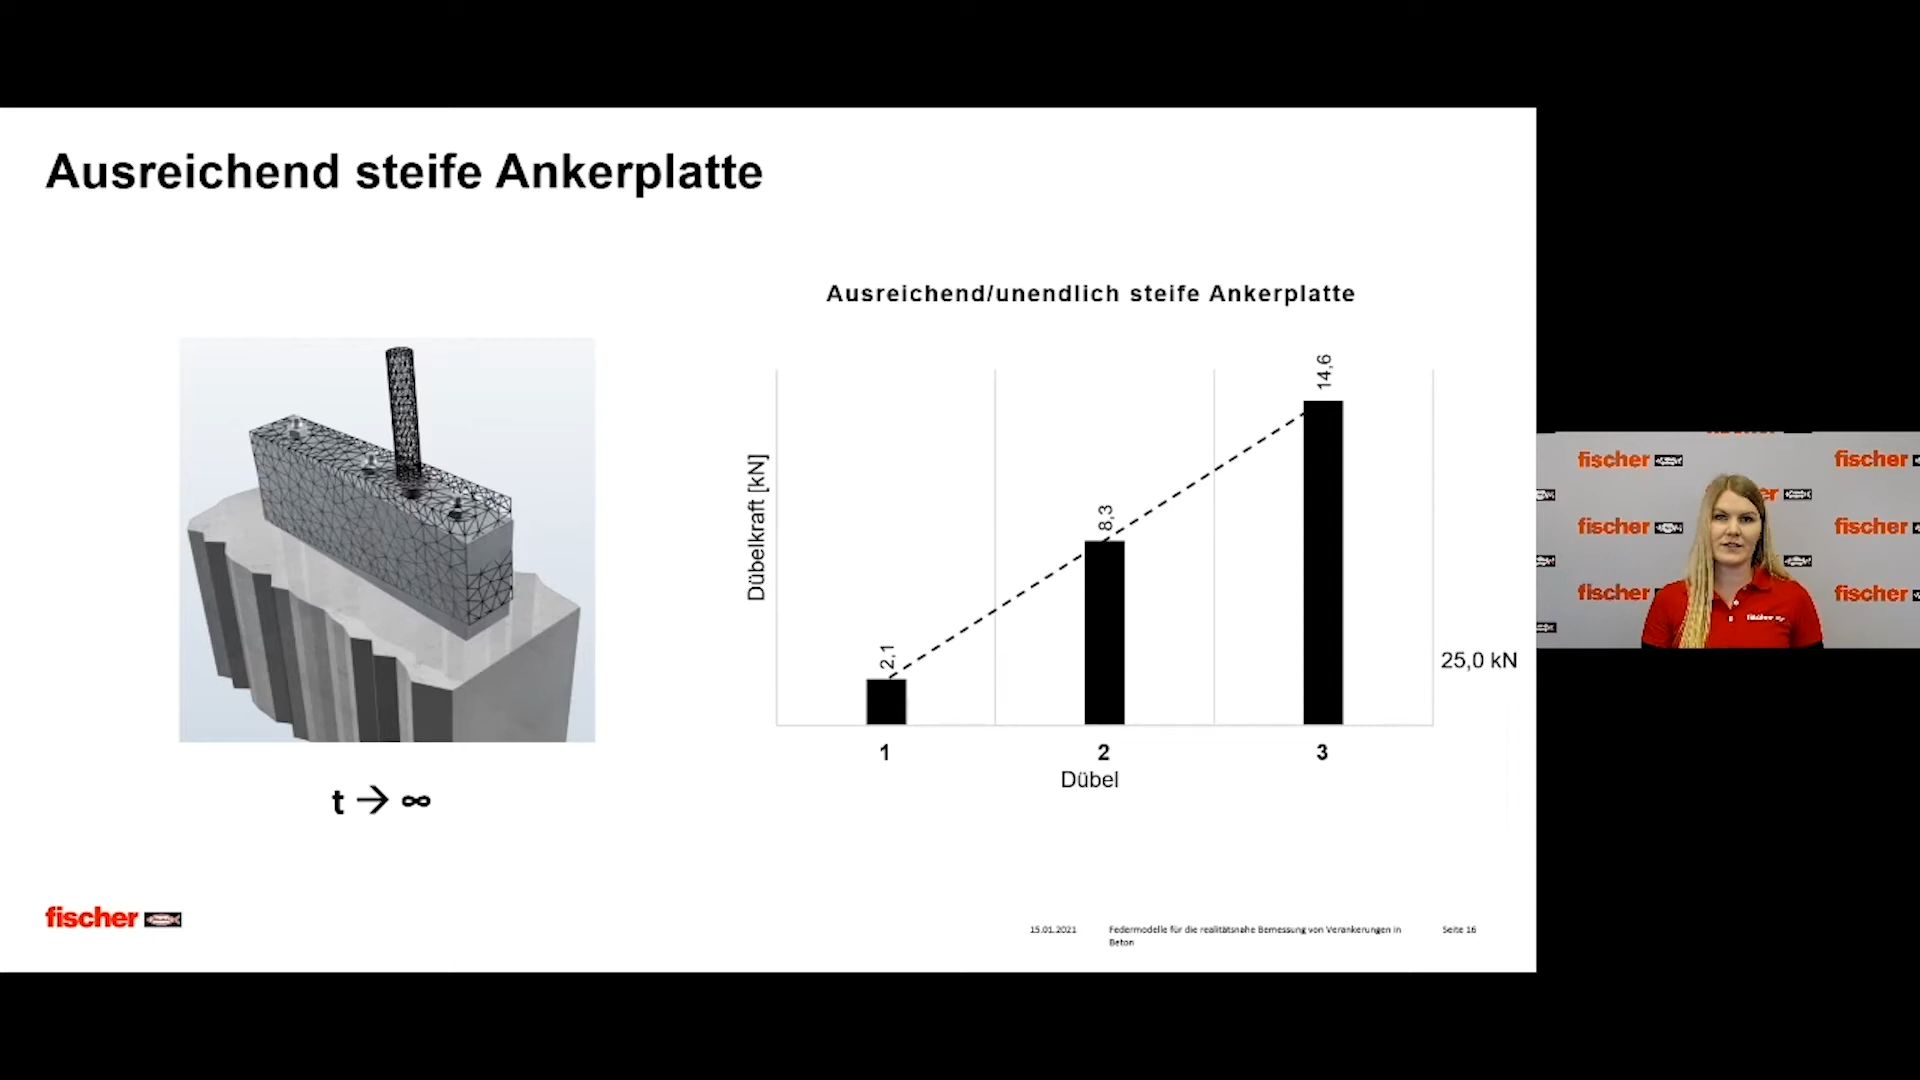 Ausreichend steife Ankerplatte
Ausreichend/unendlich steife Ankerplatte
Dübelkraft [kN]
2,1
8,3
14,6
25,0 kN
1
2
3
Dübel
t → ∞
fischer
15.01.2021
Federmodelle für die realitätsnahe Bemessung von Verankerungen in
Beton
Seite 16
fischer
fischer
er
fischer
fischer
fischer
fischer
fischer